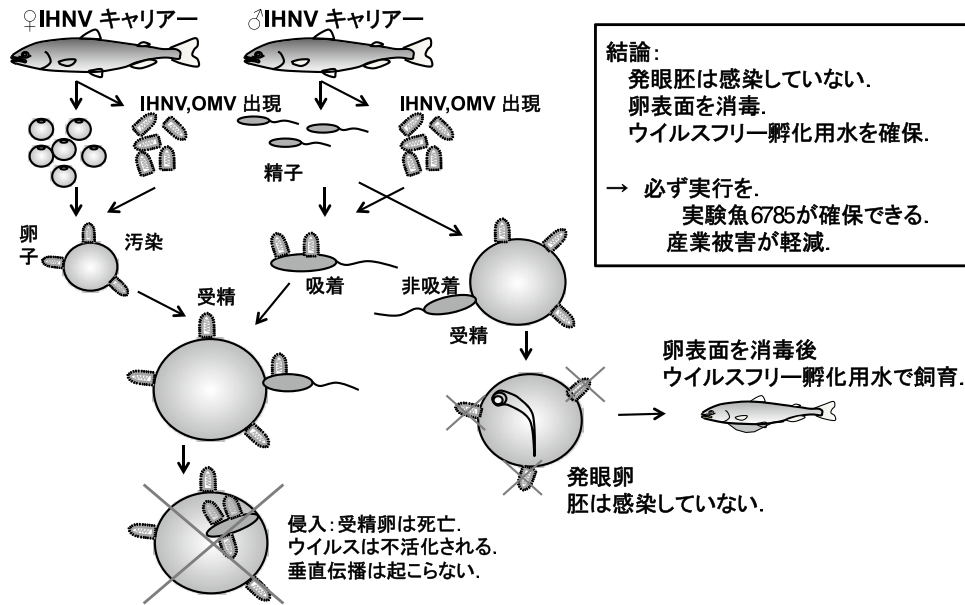 ♀IHNV キャリアー
♂IHNV キャリアー
IHNV,OMV 出現
IHNV,OMV 出現
精子
卵子
汚染
吸着
非吸着
受精
受精
侵入：受精卵は死亡．
ウイルスは不活化される．
垂直伝播は起こらない．
発眼卵
胚は感染していない．
卵表面を消毒後
ウイルスフリー孵化用水で飼育．
結論：
発眼胚は感染していない．
卵表面を消毒．
ウイルスフリー孵化用水を確保．
→ 必ず実行を．
実験魚6785が確保できる．
産業被害が軽減．